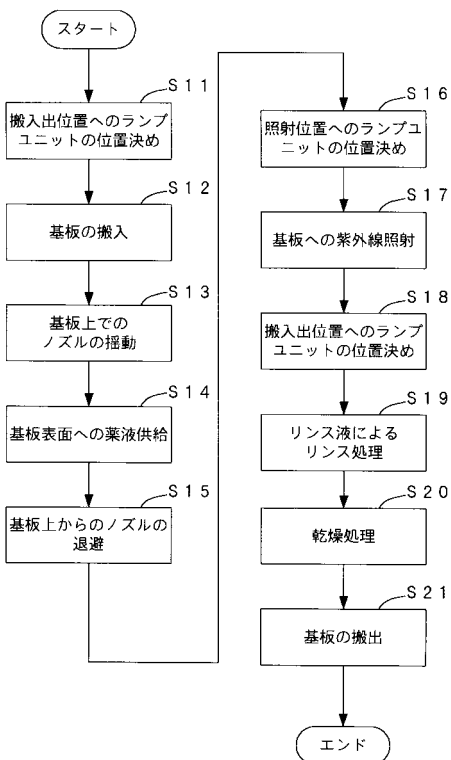 スタート
S11
搬入出位置へのランプ
ユニットの位置決め
S12
基板の搬入
S13
基板上での
ノズルの揺動
S14
基板表面への薬液供給
S15
基板上からのノズルの
退避
S16
照射位置へのランプユ
ニットの位置決め
S17
基板への紫外線照射
S18
搬入出位置へのランプ
ユニットの位置決め
S19
リンス液による
リンス処理
S20
乾燥処理
S21
基板の搬出
エンド